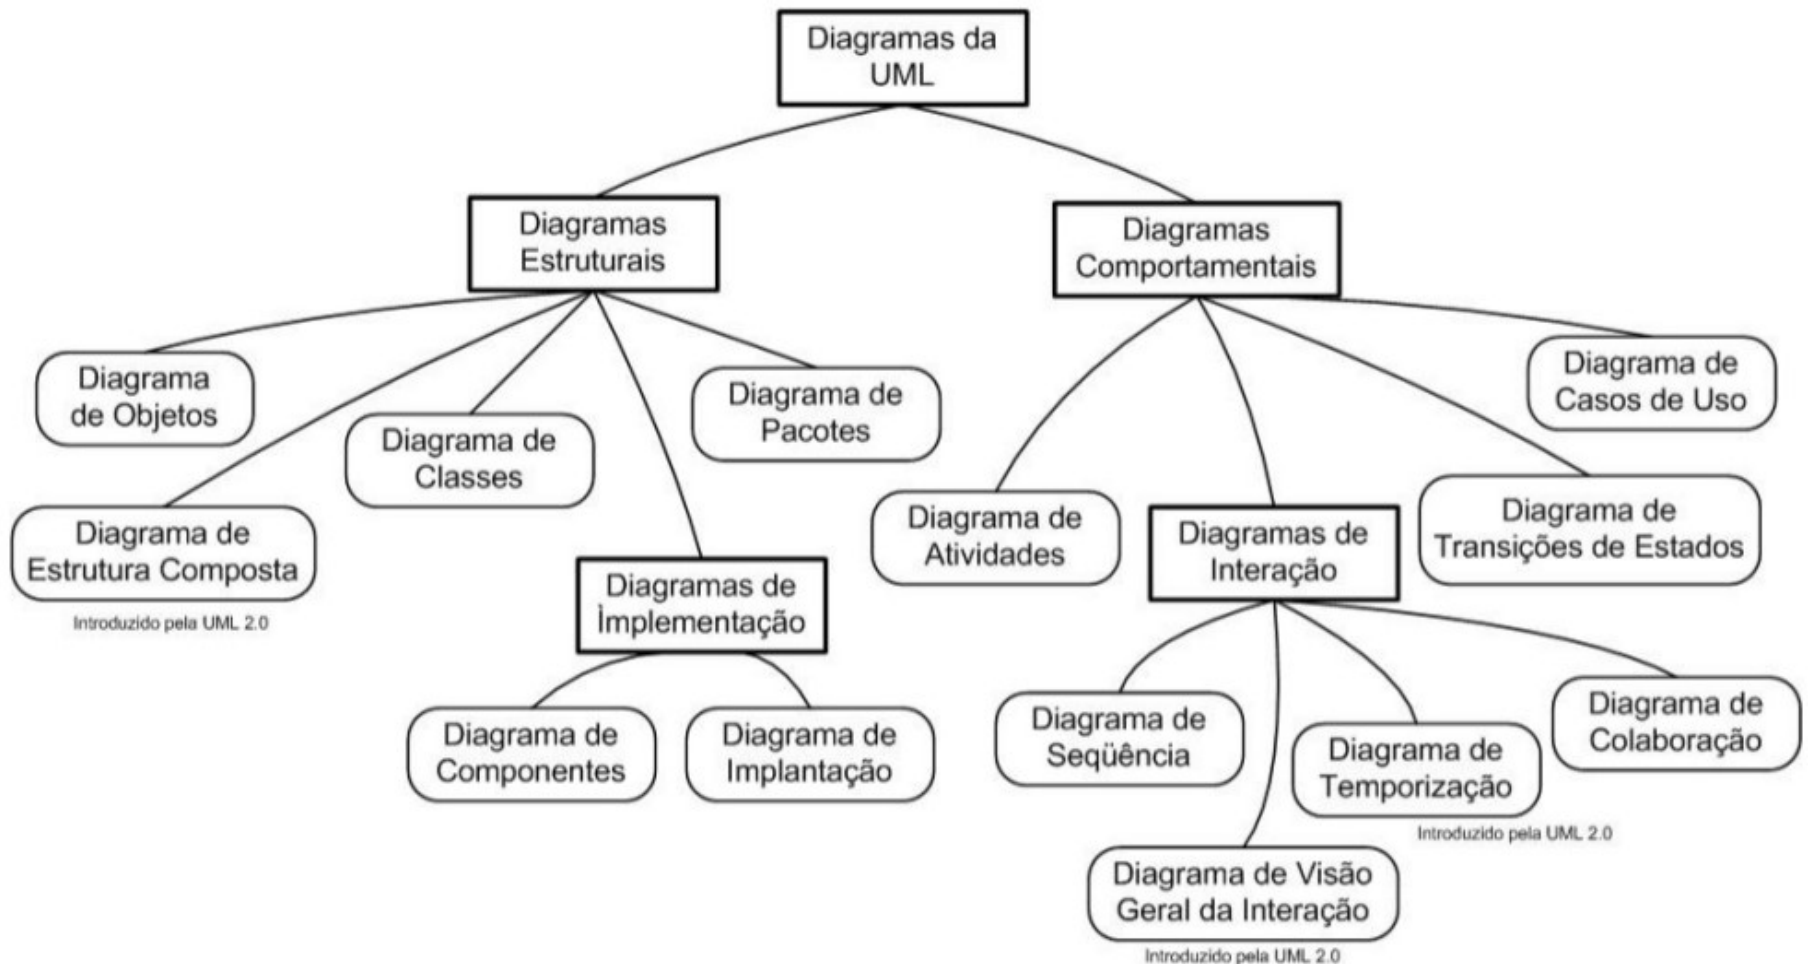 Diagramas da
UML
Diagramas
Estruturais
Diagramas
Comportamentais
Diagrama
de Objetos
Diagrama de
Classes
Diagrama de
Pacotes
Diagrama de
Casos de Uso
Diagrama de
Estrutura Composta
Introduzido pela UML 2.0
Diagramas de
Ìmplementação
Diagrama de
Atividades
Diagramas de
Interação
Diagrama de
Transições de Estados
Diagrama de
Componentes
Diagrama de
Implantação
Diagrama de
Seqüência
Diagrama de
Temporização
Introduzido pela UML 2.0
Diagrama de
Colaboração
Diagrama de Visão
Geral da Interação
Introduzido pela UML 2.0